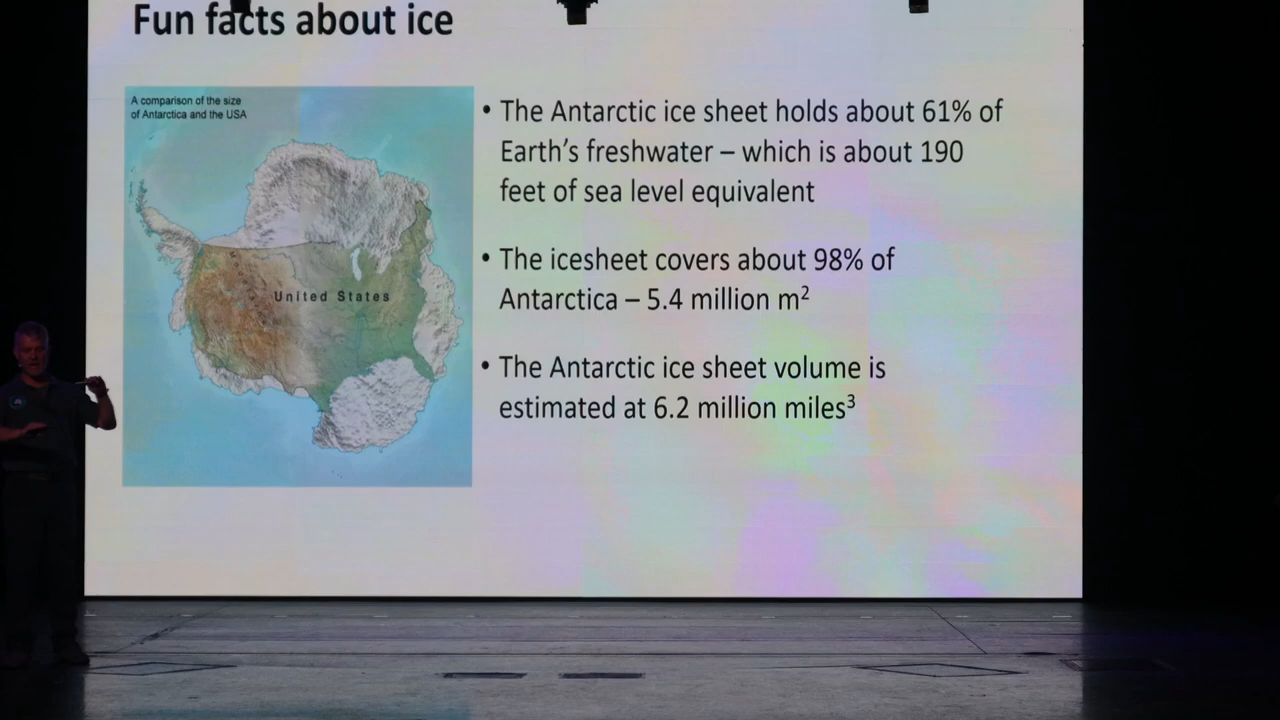 Fun facts about ice
A comparison of the size
of Antarctica and the USA
United States
• The Antarctic ice sheet holds about 61% of
Earth’s freshwater – which is about 190
feet of sea level equivalent
• The icesheet covers about 98% of
Antarctica – 5.4 million m²
• The Antarctic ice sheet volume is
estimated at 6.2 million miles³